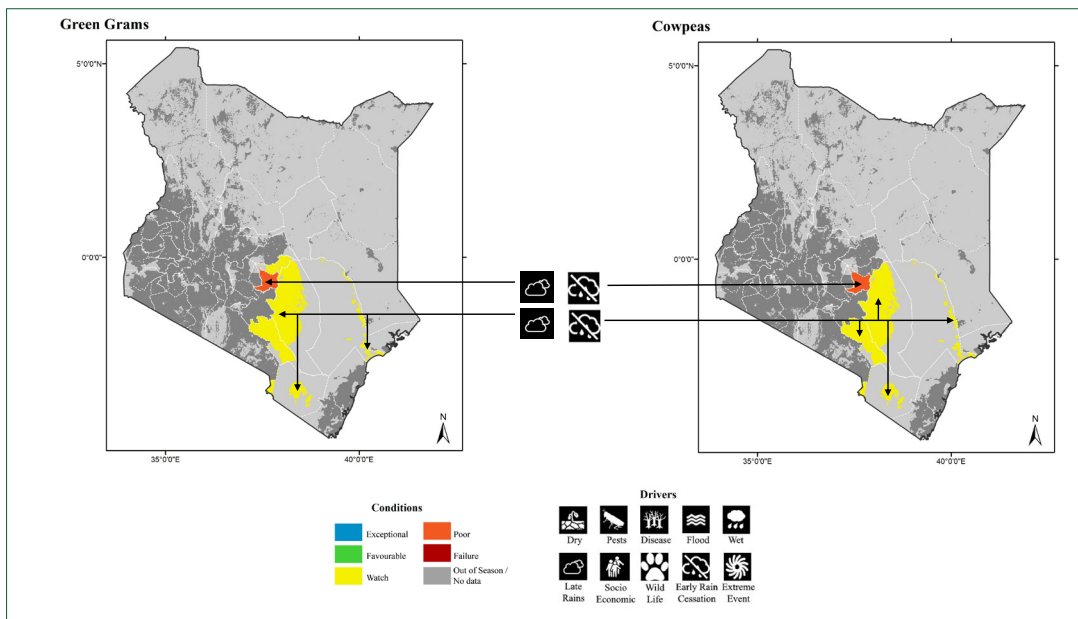 Green Grams
Cowpeas
5°0'0"N
0°0'0"
35°0'0"E
40°0'0"E
N
5°0'0"N
0°0'0"
35°0'0"E
40°0'0"E
N
Conditions
Exceptional
Poor
Favourable
Failure
Watch
Out of Season /
No data
Drivers
Dry
Pests
Disease
Flood
Wet
Late
Rains
Socio
Economic
Wild
Life
Early Rain
Cessation
Extreme
Event